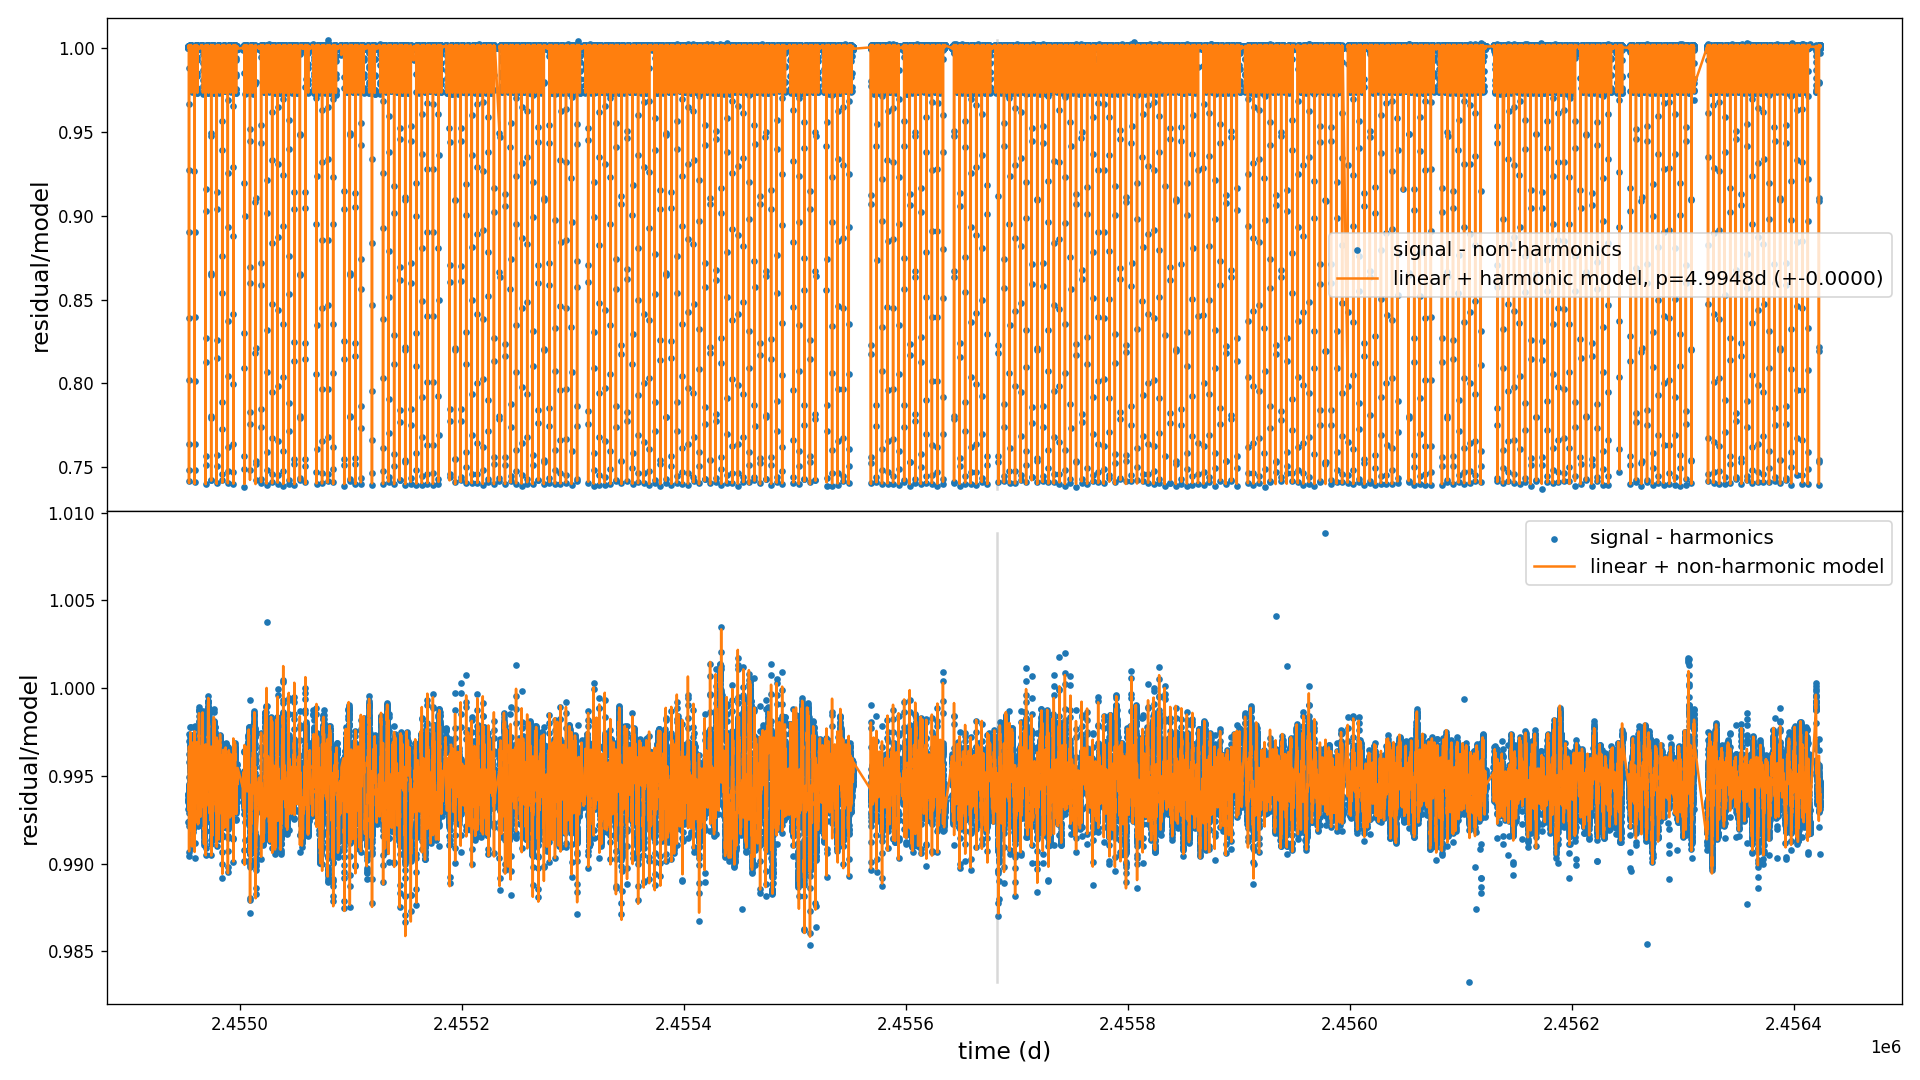 1.00
0.95
0.90
0.85
0.80
0.75
residual/model
signal - non-harmonics
linear + harmonic model, p=4.9948d (+-0.0000)
1.010
1.005
1.000
0.995
0.990
0.985
residual/model
signal - harmonics
linear + non-harmonic model
2.4550 2.4552 2.4554 2.4556 2.4558 2.4560 2.4562 2.4564
1e6
time (d)